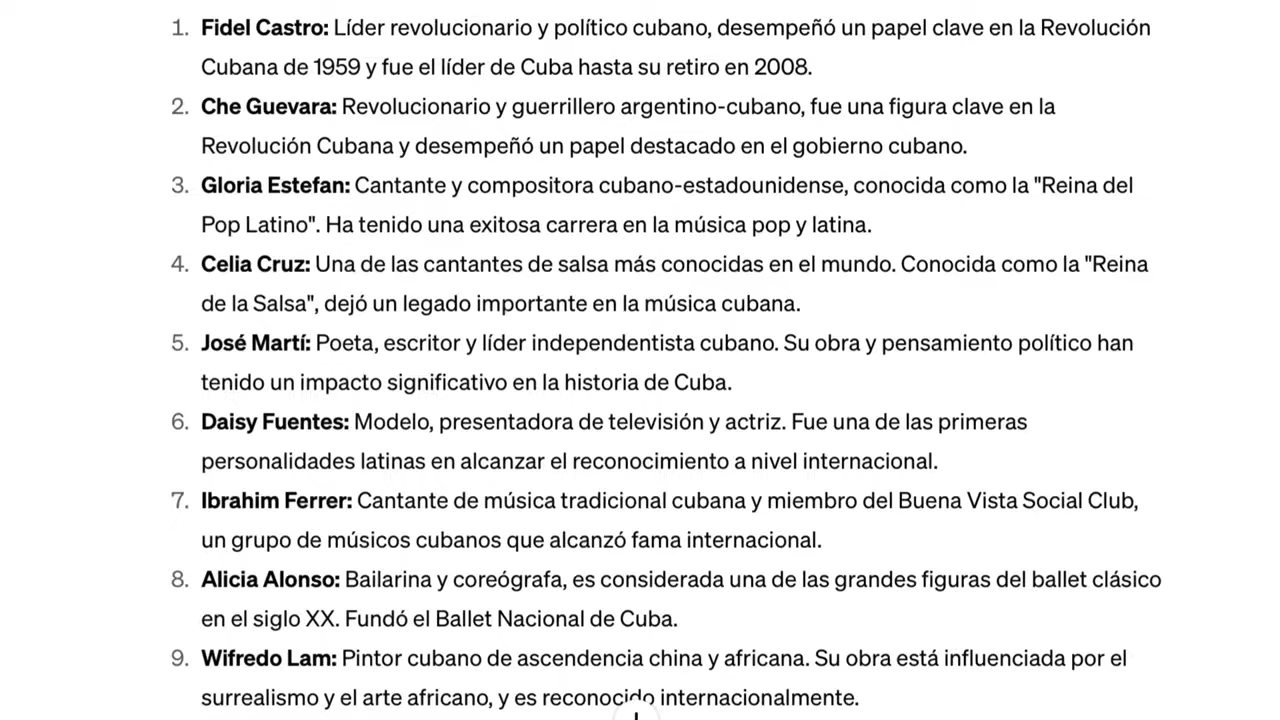 1. Fidel Castro: Líder revolucionario y político cubano, desempeñó un papel clave en la Revolución
Cubana de 1959 y fue el líder de Cuba hasta su retiro en 2008.
2. Che Guevara: Revolucionario y guerrillero argentino-cubano, fue una figura clave en la
Revolución Cubana y desempeñó un papel destacado en el gobierno cubano.
3. Gloria Estefan: Cantante y compositora cubano-estadounidense, conocida como la "Reina del
Pop Latino". Ha tenido una exitosa carrera en la música pop y latina.
4. Celia Cruz: Una de las cantantes de salsa más conocidas en el mundo. Conocida como la "Reina
de la Salsa", dejó un legado importante en la música cubana.
5. José Martí: Poeta, escritor y líder independentista cubano. Su obra y pensamiento político han
tenido un impacto significativo en la historia de Cuba.
6. Daisy Fuentes: Modelo, presentadora de televisión y actriz. Fue una de las primeras
personalidades latinas en alcanzar el reconocimiento a nivel internacional.
7. Ibrahim Ferrer: Cantante de música tradicional cubana y miembro del Buena Vista Social Club,
un grupo de músicos cubanos que alcanzó fama internacional.
8. Alicia Alonso: Bailarina y coreógrafa, es considerada una de las grandes figuras del ballet clásico
en el siglo XX. Fundó el Ballet Nacional de Cuba.
9. Wifredo Lam: Pintor cubano de ascendencia china y africana. Su obra está influenciada por el
surrealismo y el arte africano, y es reconocido internacionalmente.